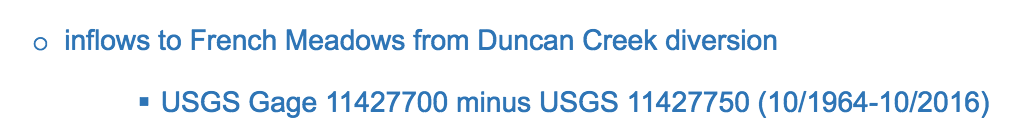 o inflows to French Meadows from Duncan Creek diversion
▪ USGS Gage 11427700 minus USGS 11427750 (10/1964-10/2016)